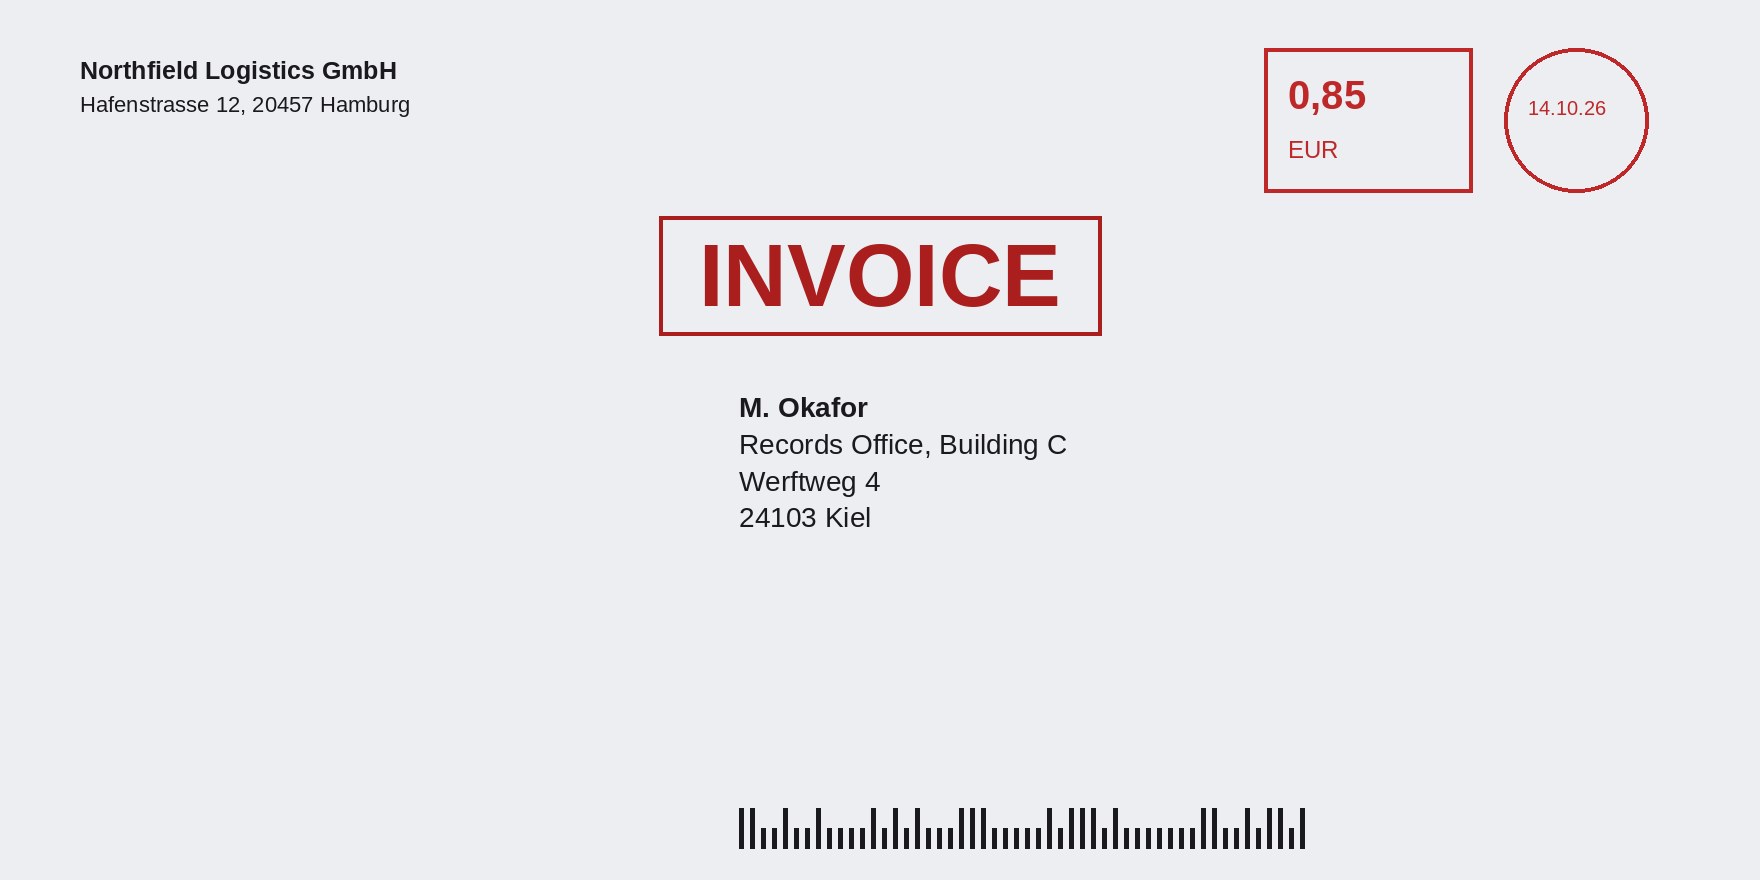 Northfield Logistics GmbH
Hafenstrasse 12, 20457 Hamburg
0,85
EUR
14.10.26
INVOICE
M. Okafor
Records Office, Building C
Werftweg 4
24103 Kiel